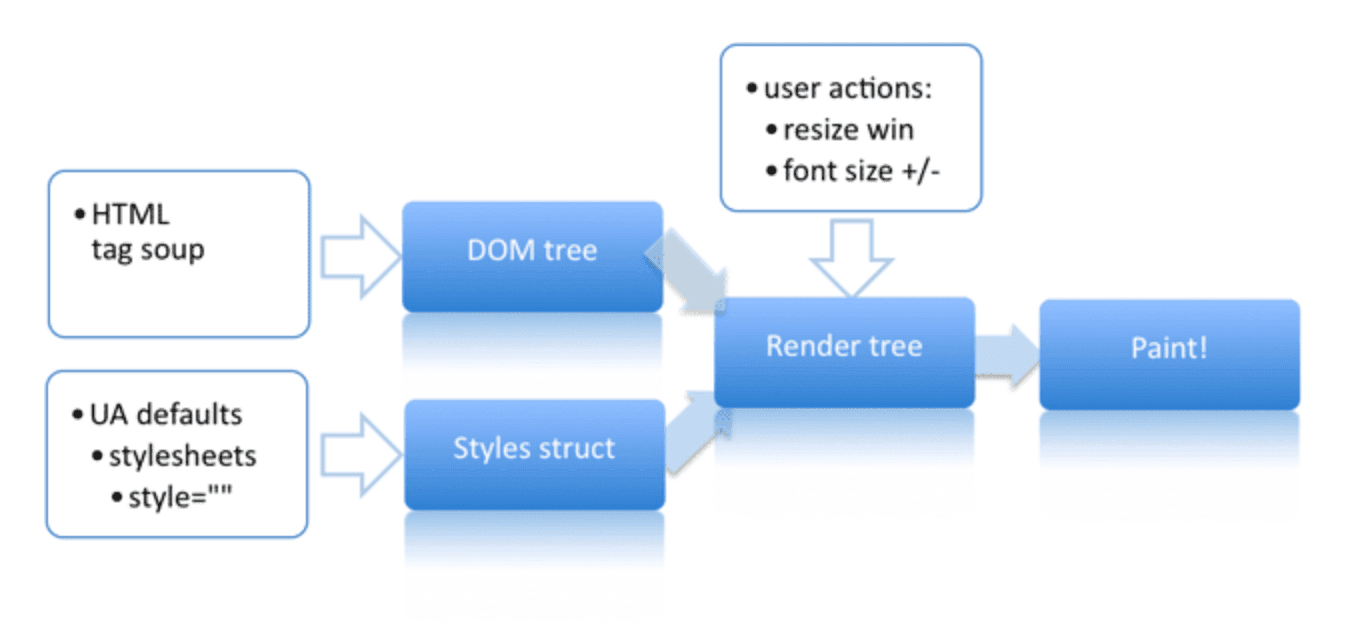 • user actions:
• resize win
• font size +/-
• HTML
tag soup
DOM tree
Render tree
Paint!
• UA defaults
• stylesheets
• style=""
Styles struct